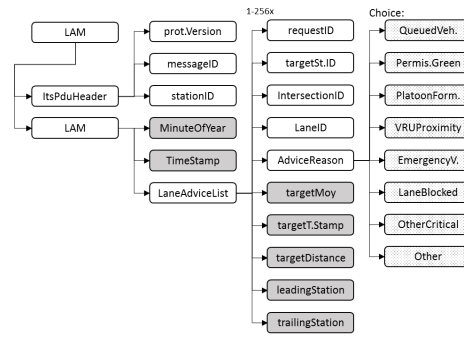 1-256x
Choice:
LAM
prot.Version
requestID
QueuedVeh.
messageID
targetSt.ID
Permis.Green
ItsPduHeader
stationID
IntersectionID
PlatoonForm.
LAM
MinuteOfYear
LaneID
VRUProximity
TimeStamp
AdviceReason
EmergencyV.
LaneAdviceList
targetMoy
LaneBlocked
targetT.Stamp
OtherCritical
targetDistance
Other
leadingStation
trailingStation